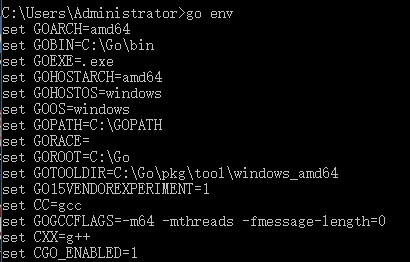 C:\Users\Administrator>go env
set GOARCH=amd64
set GOBIN=C:\Go\bin
set GOEXE=.exe
set GOHOSTARCH=amd64
set GOHOSTOS=windows
set GOOS=windows
set GOPATH=C:\GOPATH
set GORACE=
set GOROOT=C:\Go
set GOTOOLDIR=C:\Go\pkg\tool\windows_amd64
set GO15VENDOREXPERIMENT=1
set CC=gcc
set GOGCCFLAGS=-m64 -mthreads -fmessage-length=0
set CXX=g++
set CGO_ENABLED=1